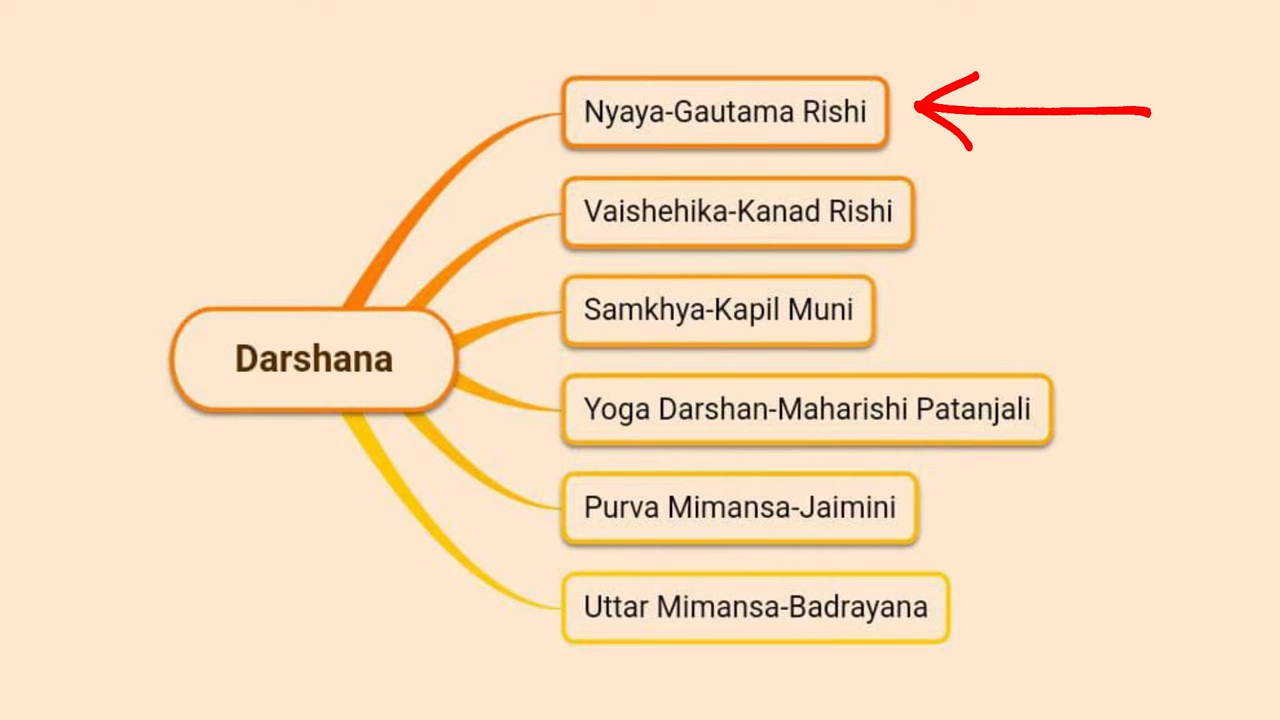 Nyaya-Gautama Rishi
Vaishehika-Kanad Rishi
Samkhya-Kapil Muni
Darshana
Yoga Darshan-Maharishi Patanjali
Purva Mimansa-Jaimini
Uttar Mimansa-Badrayana